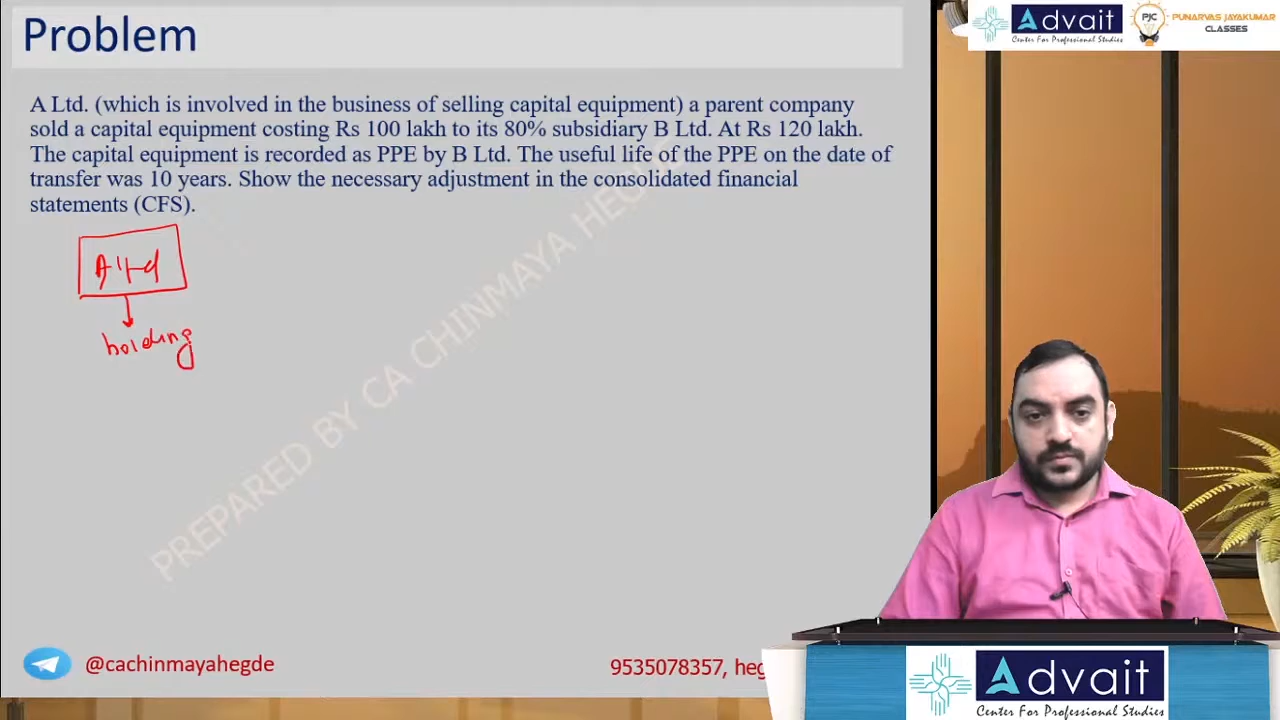 Problem
Advait
Center For Professional Studies
PJC
PUNARVAS JAYAKUMAR
CLASSES
A Ltd. (which is involved in the business of selling capital equipment) a parent company
sold a capital equipment costing Rs 100 lakh to its 80% subsidiary B Ltd. At Rs 120 lakh.
The capital equipment is recorded as PPE by B Ltd. The useful life of the PPE on the date of
transfer was 10 years. Show the necessary adjustment in the consolidated financial
statements (CFS).
A Ltd
holding
PREPARED BY CA CHINMAYA HEGDE
@cachinmayahegde
9535078357, heg
Advait
Center For Professional Studies